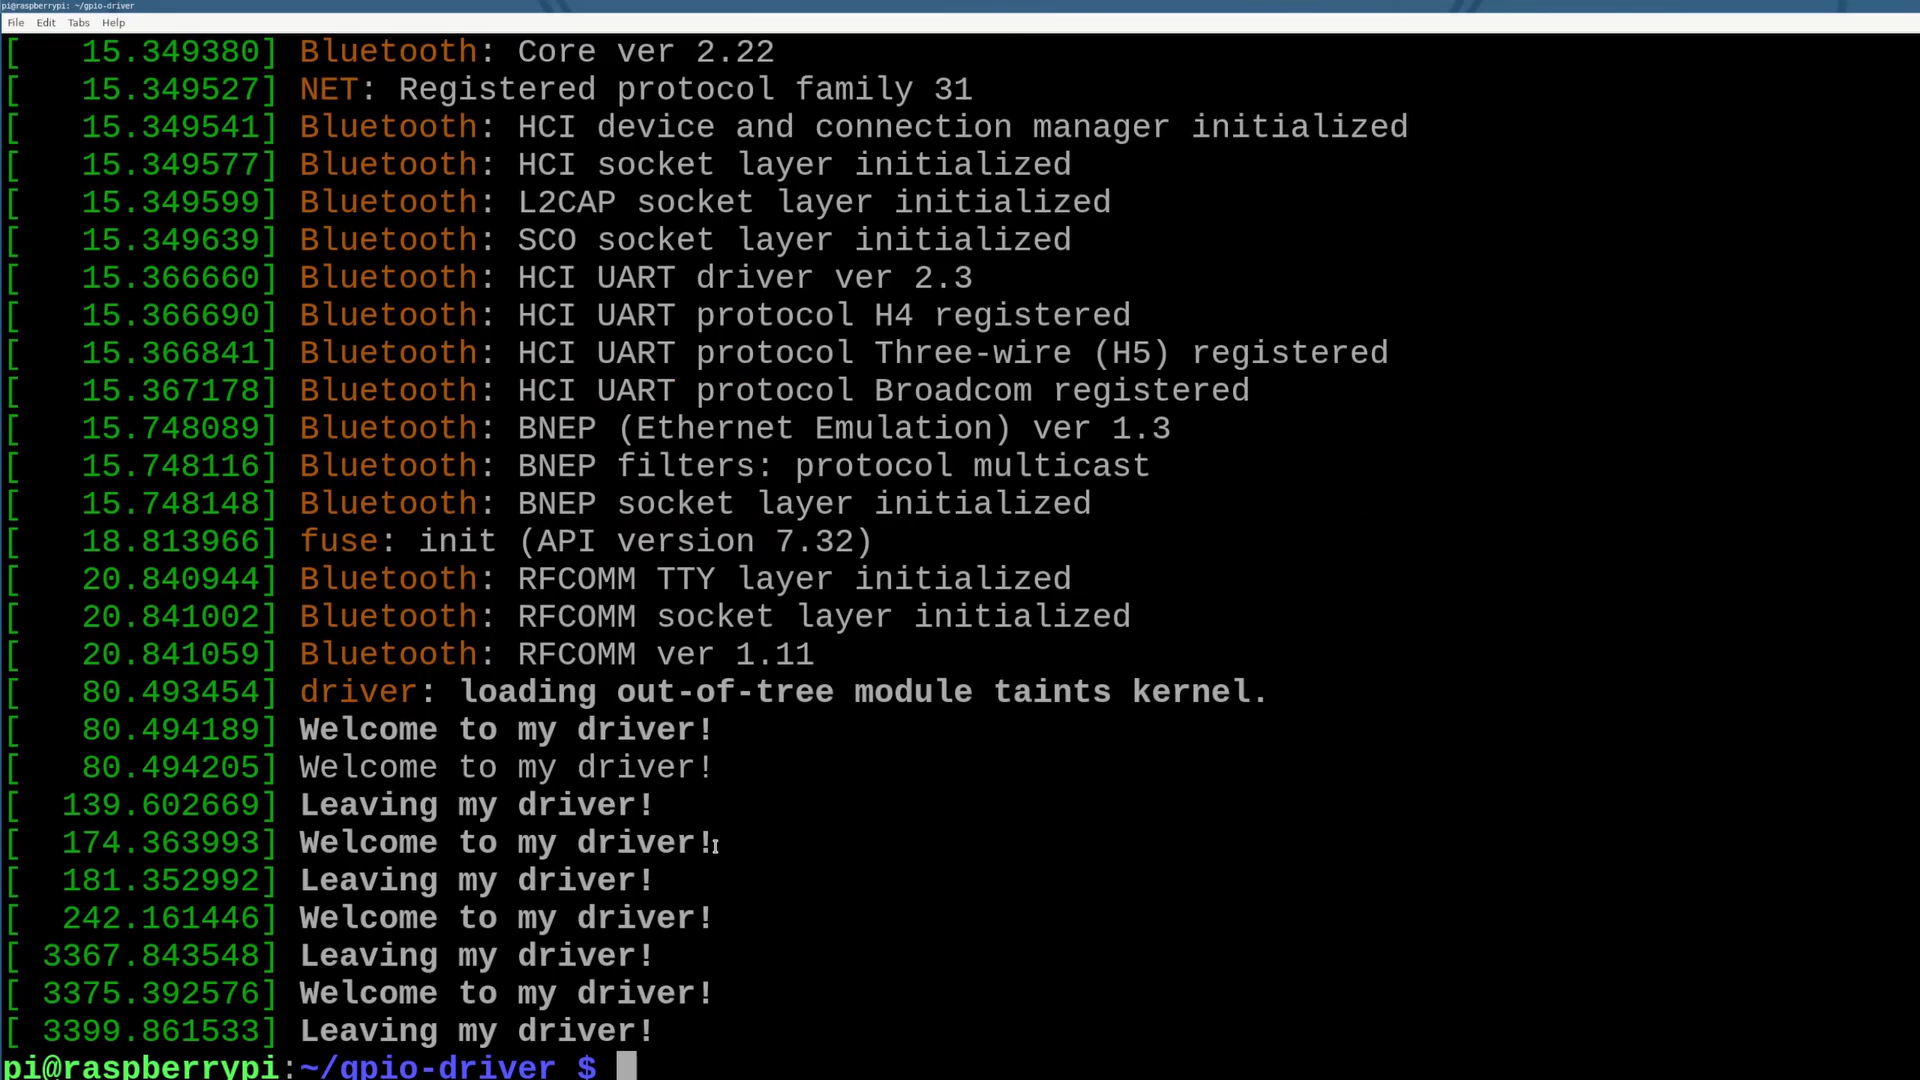 pi@raspberrypi: ~/gpio-driver
File Edit Tabs Help
[   15.349380] Bluetooth: Core ver 2.22
[   15.349527] NET: Registered protocol family 31
[   15.349541] Bluetooth: HCI device and connection manager initialized
[   15.349577] Bluetooth: HCI socket layer initialized
[   15.349599] Bluetooth: L2CAP socket layer initialized
[   15.349639] Bluetooth: SCO socket layer initialized
[   15.366660] Bluetooth: HCI UART driver ver 2.3
[   15.366690] Bluetooth: HCI UART protocol H4 registered
[   15.366841] Bluetooth: HCI UART protocol Three-wire (H5) registered
[   15.367178] Bluetooth: HCI UART protocol Broadcom registered
[   15.748089] Bluetooth: BNEP (Ethernet Emulation) ver 1.3
[   15.748116] Bluetooth: BNEP filters: protocol multicast
[   15.748148] Bluetooth: BNEP socket layer initialized
[   18.813966] fuse: init (API version 7.32)
[   20.840944] Bluetooth: RFCOMM TTY layer initialized
[   20.841002] Bluetooth: RFCOMM socket layer initialized
[   20.841059] Bluetooth: RFCOMM ver 1.11
[   80.493454] driver: loading out-of-tree module taints kernel.
[   80.494189] Welcome to my driver!
[   80.494205] Welcome to my driver!
[  139.602669] Leaving my driver!
[  174.363993] Welcome to my driver!
[  181.352992] Leaving my driver!
[  242.161446] Welcome to my driver!
[ 3367.843548] Leaving my driver!
[ 3375.392576] Welcome to my driver!
[ 3399.861533] Leaving my driver!
pi@raspberrypi:~/gpio-driver $